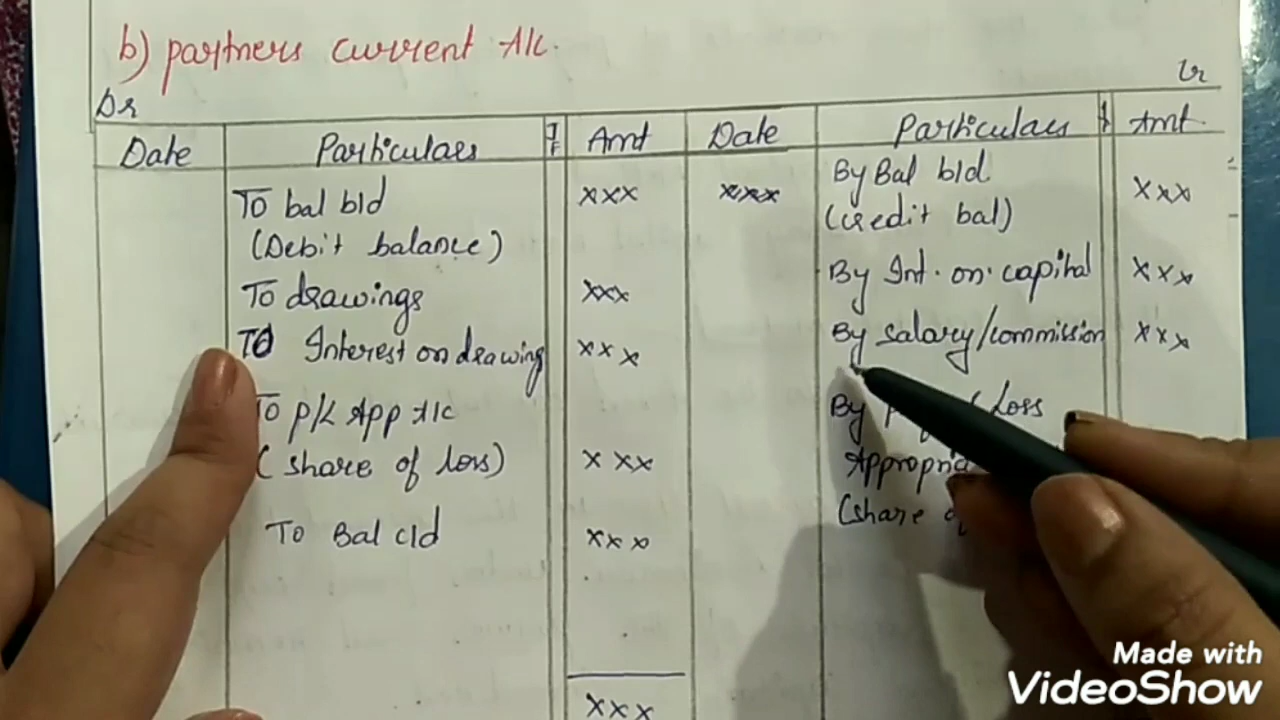 b) partners current A/c.
Dr
Cr
Date Particulars JF Amt Date Particulars JF Amt
To bal b/d xxx xxx By Bal b/d xxx
(Debit balance) (credit bal)
To drawings xxx By Int. on. capital xxx
To Interest on drawing xxx By salary/commission xxx
To P/L App A/c By Loss
(share of loss) xxx
(share
To Bal c/d xxx
xxx
Made with
VideoShow